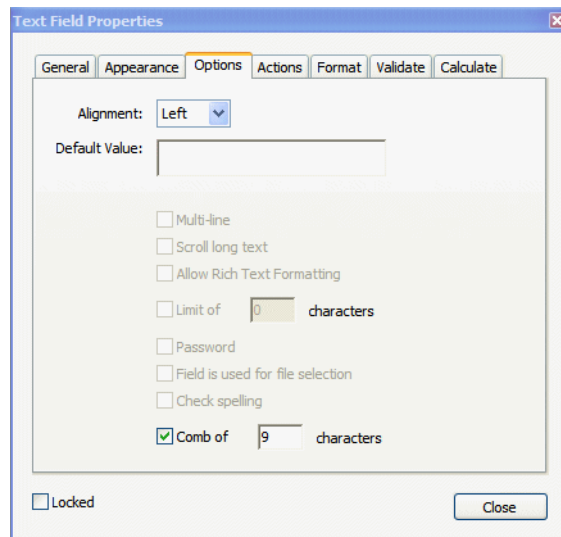 Text Field Properties
General Appearance Options Actions Format Validate Calculate
Alignment: Left
Default Value:
Multi-line
Scroll long text
Allow Rich Text Formatting
Limit of 0 characters
Password
Field is used for file selection
Check spelling
Comb of 9 characters
Locked Close